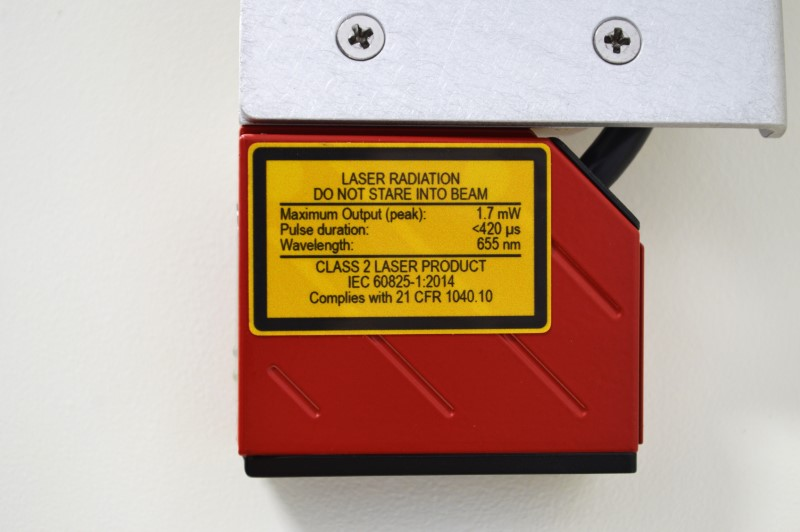 LASER RADIATION
DO NOT STARE INTO BEAM
Maximum Output (peak): 1.7 mW
Pulse duration: <420 µs
Wavelength: 655 nm
CLASS 2 LASER PRODUCT
IEC 60825-1:2014
Complies with 21 CFR 1040.10